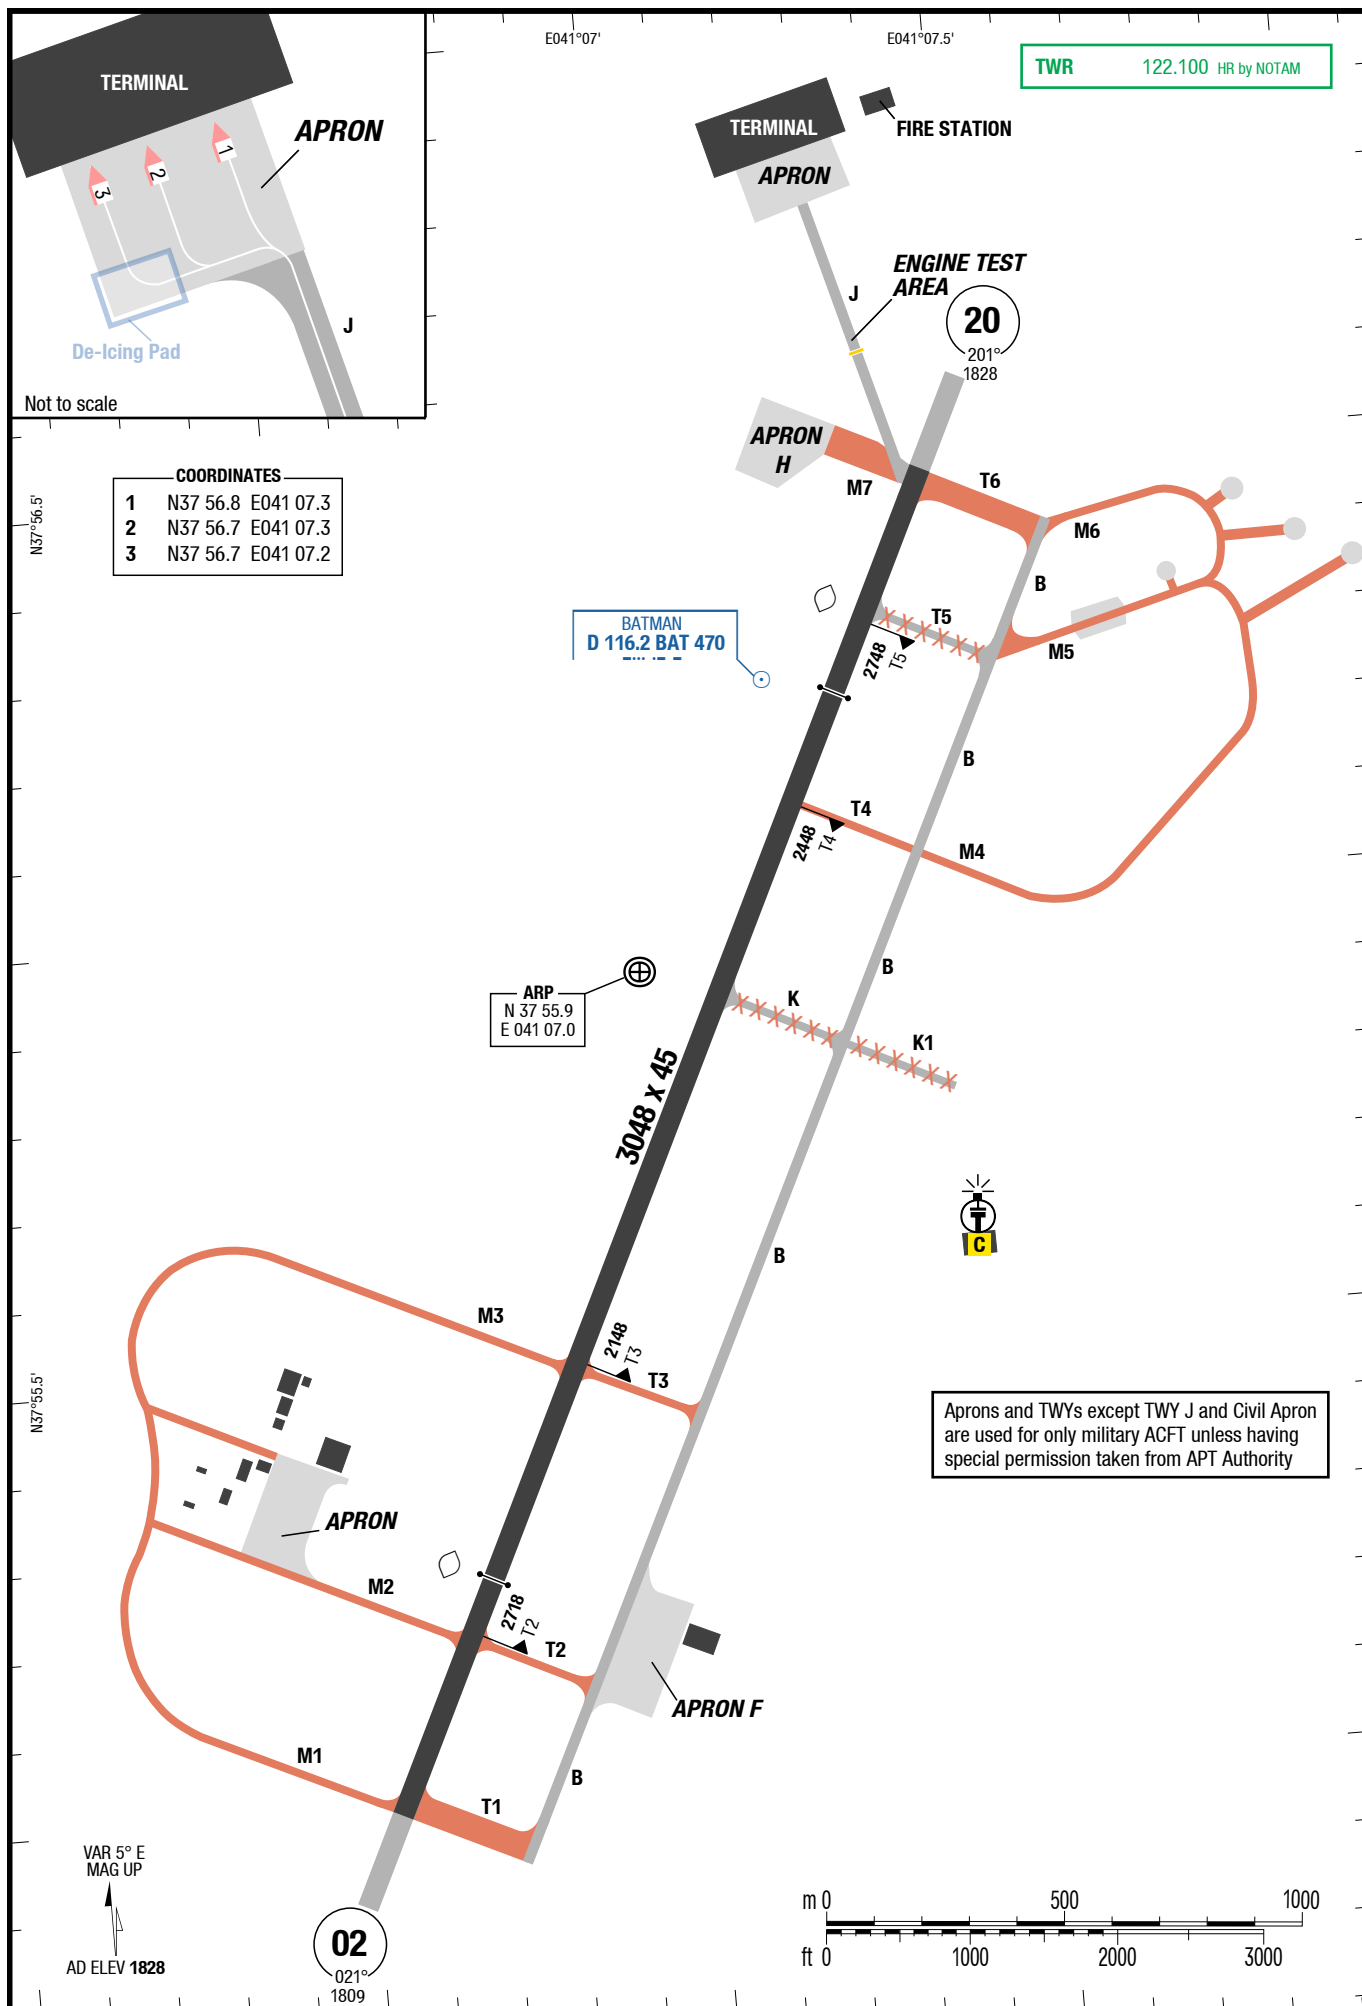 E041°07'
E041°07.5'
TWR 122.100 HR by NOTAM
TERMINAL
APRON
1
2
3
J
De-Icing Pad
Not to scale
TERMINAL
FIRE STATION
APRON
ENGINE TEST
AREA
J
20
201°
1828
COORDINATES
1 N37 56.8 E041 07.3
2 N37 56.7 E041 07.3
3 N37 56.7 E041 07.2
N37°56.5'
APRON
H
M7
T6
M6
B
T5
M5
2748
T5
BATMAN
D 116.2 BAT 470
B
T4
2448
T4
M4
B
ARP
N 37 55.9
E 041 07.0
K
K1
3048 x 45
C
B
M3
2148
T3
T3
N37°55.5'
Aprons and TWYs except TWY J and Civil Apron
are used for only military ACFT unless having
special permission taken from APT Authority
APRON
M2
2718
T2
T2
APRON F
M1
B
T1
VAR 5° E
MAG UP
AD ELEV 1828
02
021°
1809
m 0 500 1000
ft 0 1000 2000 3000